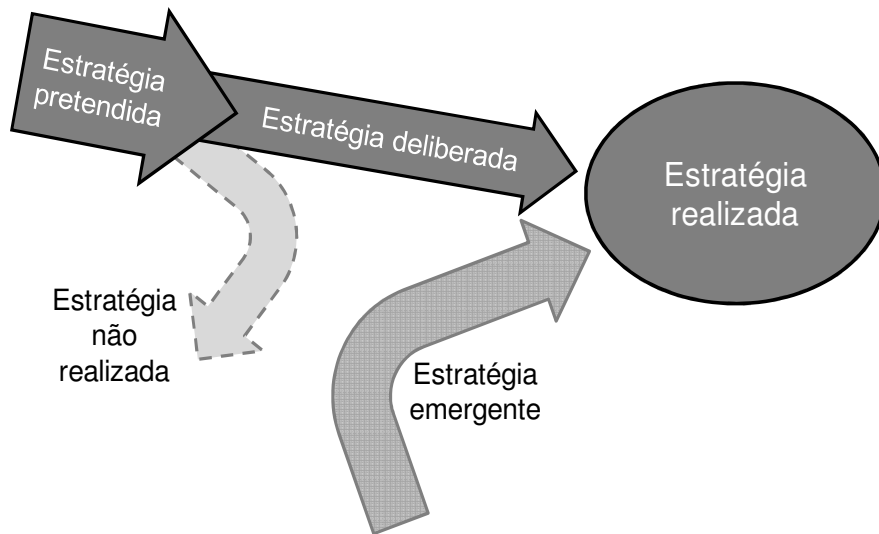 Estratégia
pretendida
Estratégia deliberada
Estratégia
realizada
Estratégia
não
realizada
Estratégia
emergente